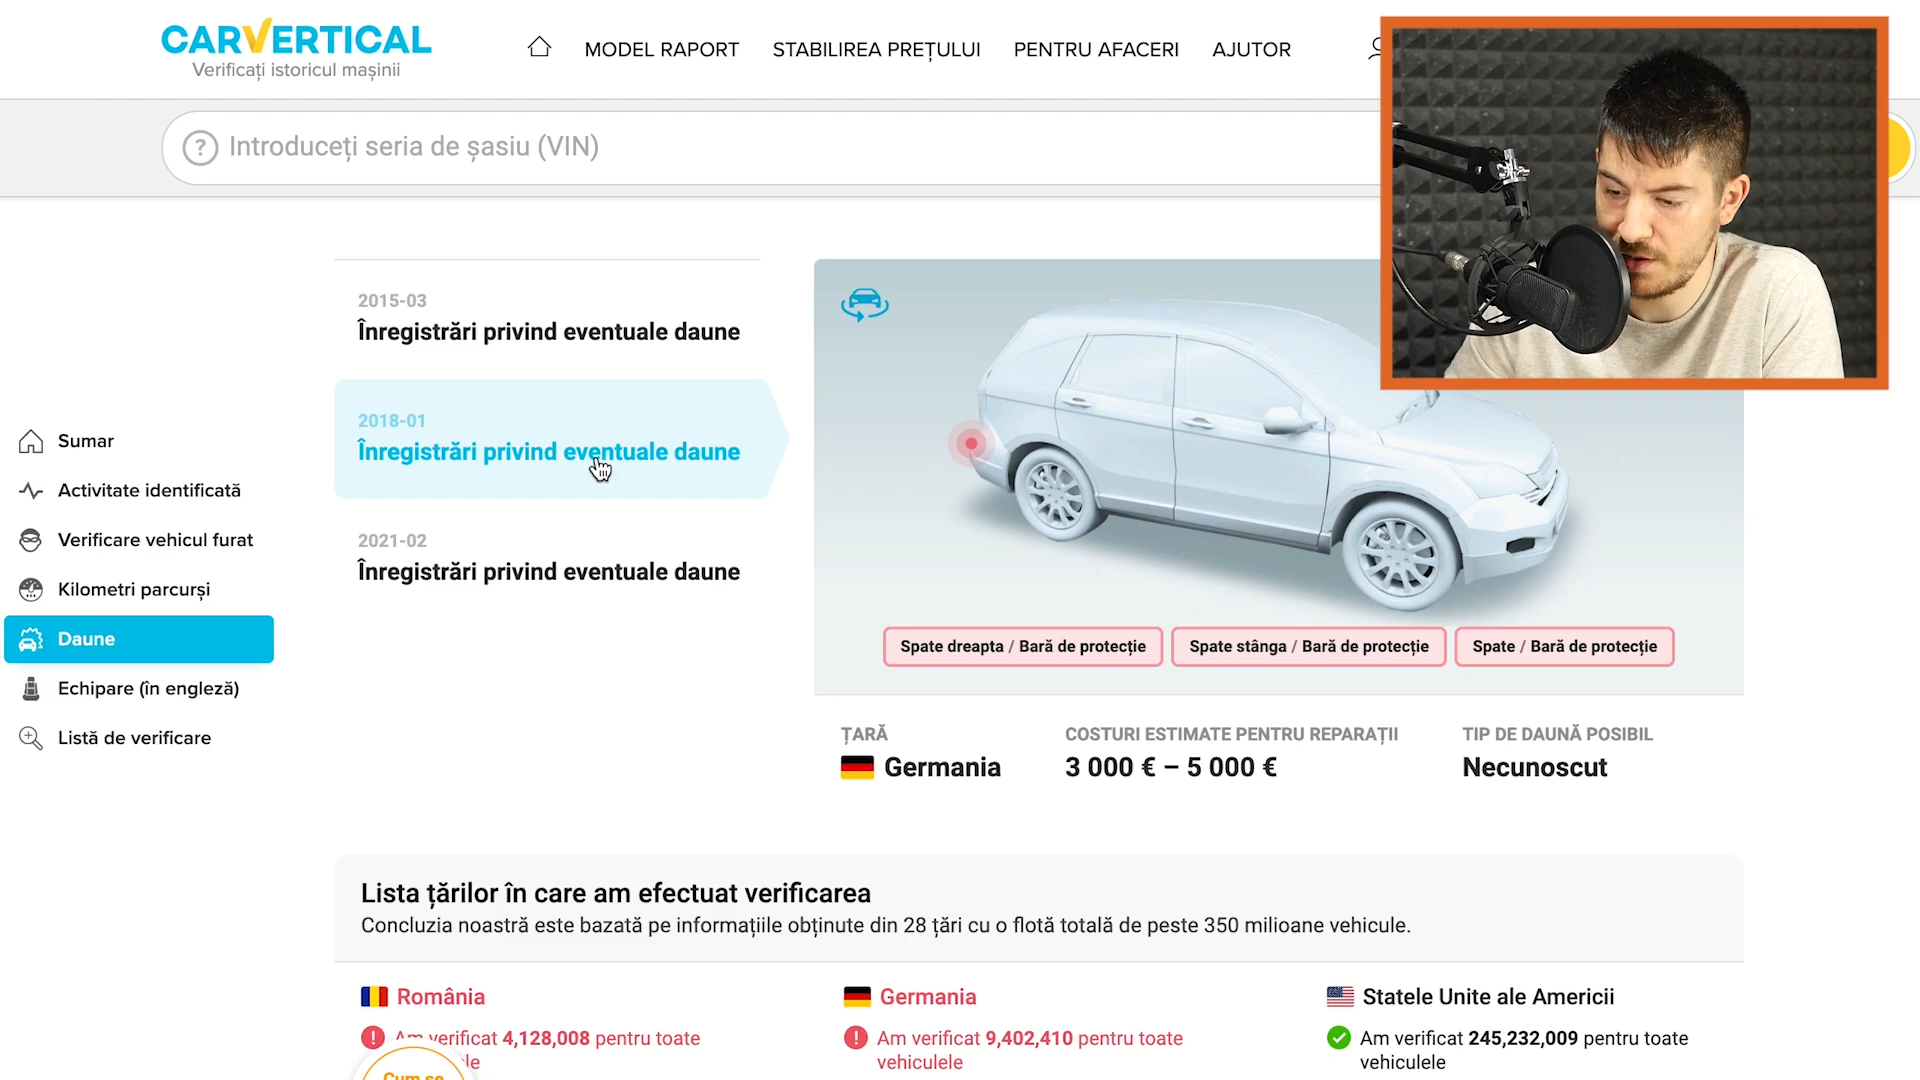 CARVERTICAL
Verificați istoricul mașinii
MODEL RAPORT
STABILIREA PREȚULUI
PENTRU AFACERI
AJUTOR
? Introduceți seria de șasiu (VIN)
2015-03
Înregistrări privind eventuale daune
2018-01
Înregistrări privind eventuale daune
2021-02
Înregistrări privind eventuale daune
Sumar
Activitate identificată
Verificare vehicul furat
Kilometri parcurși
Daune
Echipare (în engleză)
Listă de verificare
Spate dreapta / Bară de protecție
Spate stânga / Bară de protecție
Spate / Bară de protecție
ȚARĂ
Germania
COSTURI ESTIMATE PENTRU REPARAȚII
3 000 € – 5 000 €
TIP DE DAUNĂ POSIBIL
Necunoscut
Lista țărilor în care am efectuat verificarea
Concluzia noastră este bazată pe informațiile obținute din 28 țări cu o flotă totală de peste 350 milioane vehicule.
România
Am verificat 4,128,008 pentru toate
Germania
Am verificat 9,402,410 pentru toate
vehiculele
Statele Unite ale Americii
Am verificat 245,232,009 pentru toate
vehiculele
Cum se